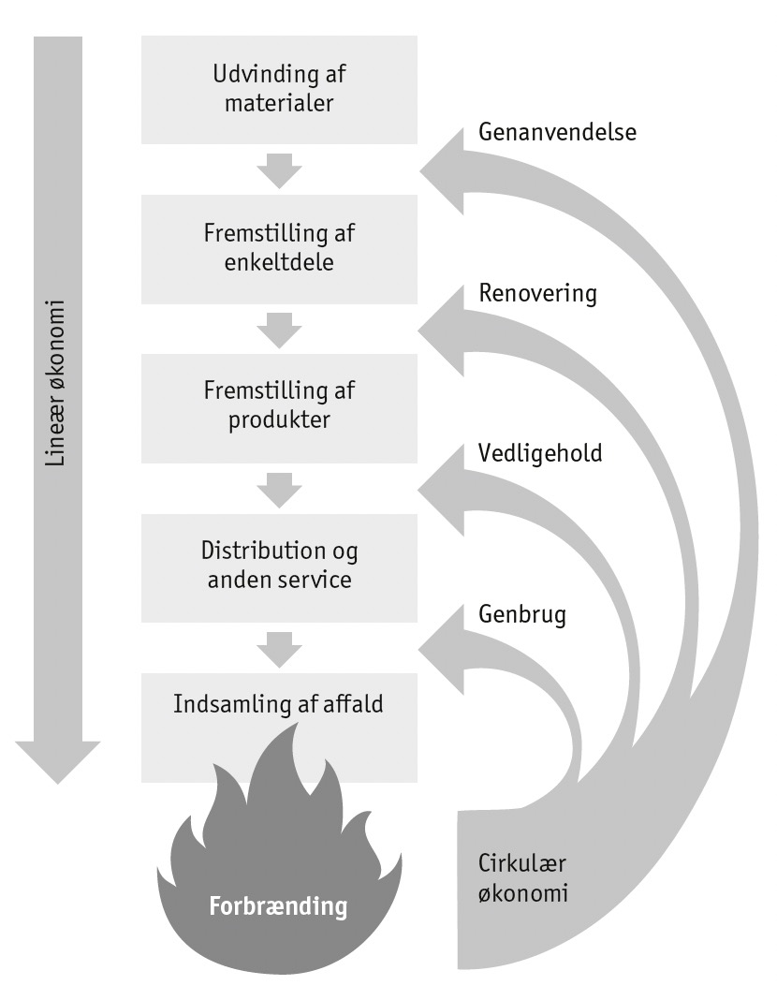 Udvinding af
materialer
Genanvendelse
Fremstilling af
enkeltdele
Renovering
Lineær økonomi
Fremstilling af
produkter
Vedligehold
Distribution og
anden service
Genbrug
Indsamling af affald
Cirkulær
økonomi
Forbrænding